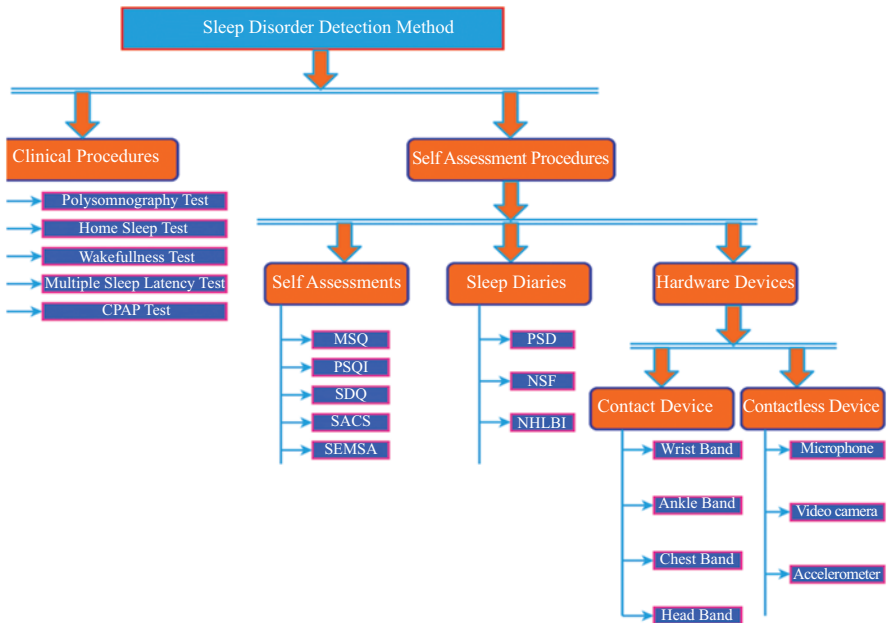 Sleep Disorder Detection Method
Clinical Procedures
Polysomnography Test
Home Sleep Test
Wakefullness Test
Multiple Sleep Latency Test
CPAP Test
Self Assessment Procedures
Self Assessments
MSQ
PSQI
SDQ
SACS
SEMSA
Sleep Diaries
PSD
NSF
NHLBI
Hardware Devices
Contact Device
Wrist Band
Ankle Band
Chest Band
Head Band
Contactless Device
Microphone
Video camera
Accelerometer